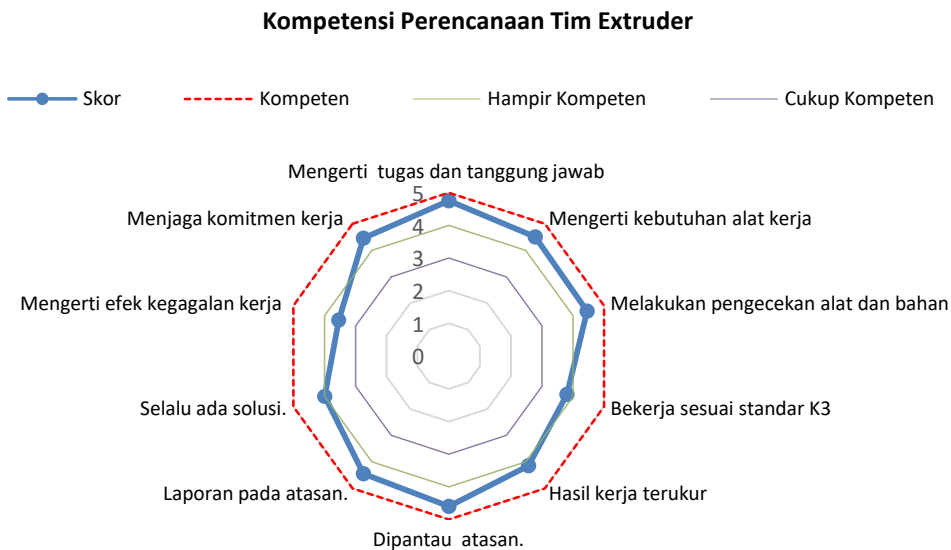 Kompetensi Perencanaan Tim Extruder
Skor
Kompeten
Hampir Kompeten
Cukup Kompeten
Mengerti  tugas dan tanggung jawab
5
Menjaga komitmen kerja
Mengerti kebutuhan alat kerja
4
3
Mengerti efek kegagalan kerja
2
Melakukan pengecekan alat dan bahan
1
0
Selalu ada solusi.
Bekerja sesuai standar K3
Laporan pada atasan.
Hasil kerja terukur
Dipantau  atasan.